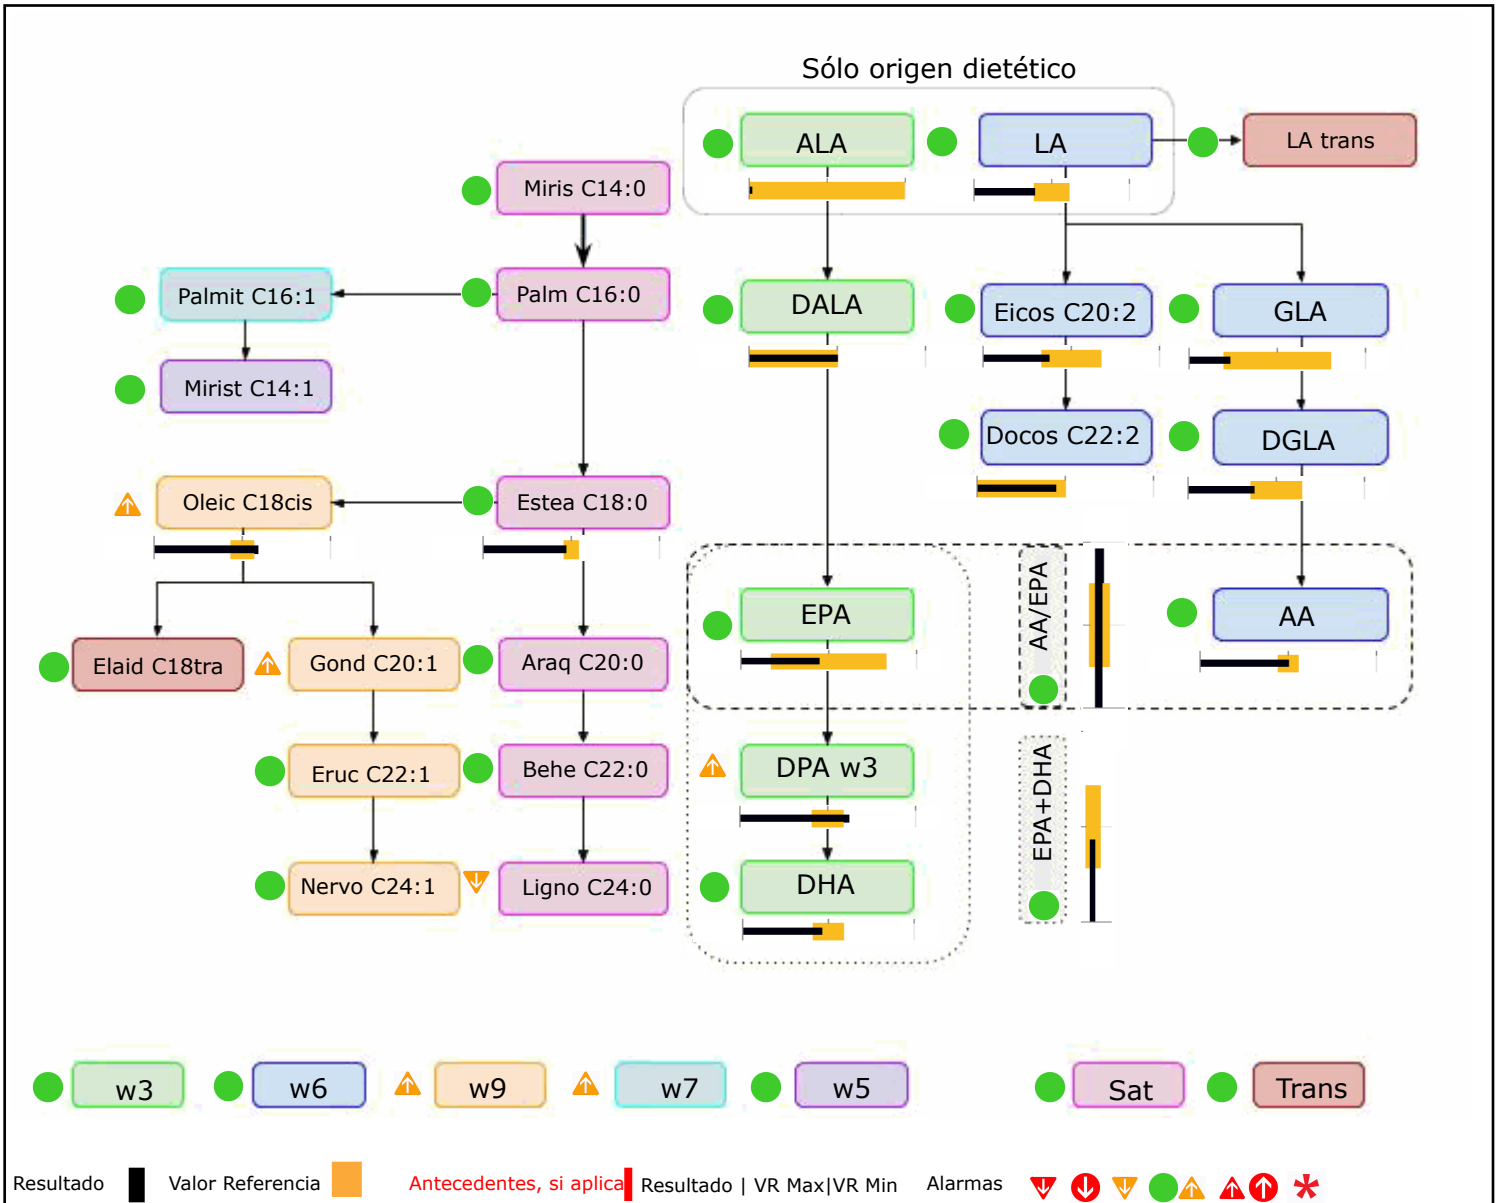 Sólo origen dietético
ALA
LA
LA trans
Miris C14:0
Palmit C16:1
Palm C16:0
DALA
Eicos C20:2
GLA
Mirist C14:1
Docos C22:2
DGLA
Oleic C18cis
Estea C18:0
AA/EPA
EPA
AA
Elaid C18tra
Gond C20:1
Araq C20:0
Eruc C22:1
Behe C22:0
DPA w3
EPA+DHA
Nervo C24:1
Ligno C24:0
DHA
w3
w6
w9
w7
w5
Sat
Trans
Resultado
Valor Referencia
Antecedentes, si aplica
Resultado | VR Max|VR Min
Alarmas